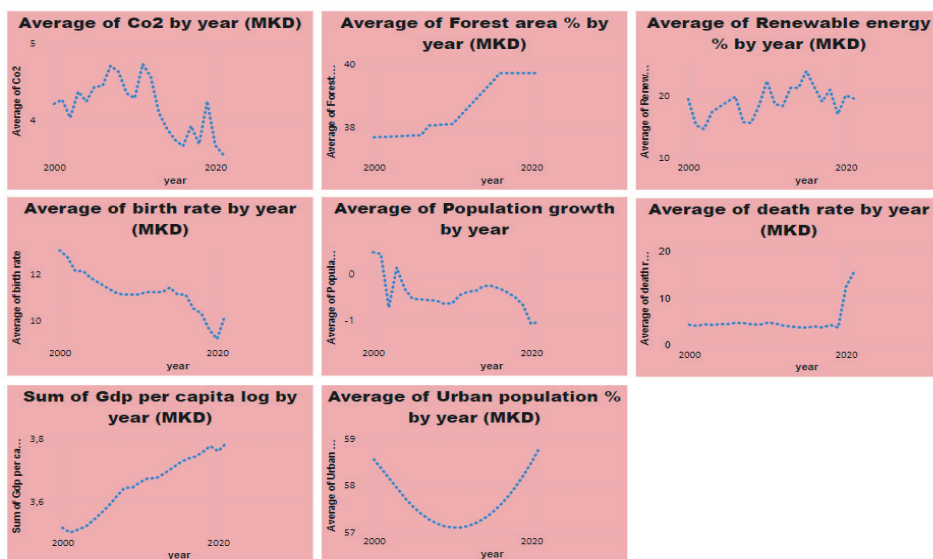 Average of Co2 by year (MKD)
5
4
Average of Co2
2000
2020
year
Average of Forest area % by
year (MKD)
40
38
Average of Forest...
2000
2020
year
Average of Renewable energy
% by year (MKD)
20
10
Average of Renew...
2000
2020
year
Average of birth rate by year
(MKD)
12
10
Average of birth rate
2000
2020
year
Average of Population growth
by year
0
-1
Average of Popula...
2000
2020
year
Average of death rate by year
(MKD)
20
10
0
Average of death r...
2000
2020
year
Sum of Gdp per capita log by
year (MKD)
3,8
3,6
Sum of Gdp per ca...
2000
2020
year
Average of Urban population %
by year (MKD)
59
58
57
Average of Urban ...
2000
2020
year